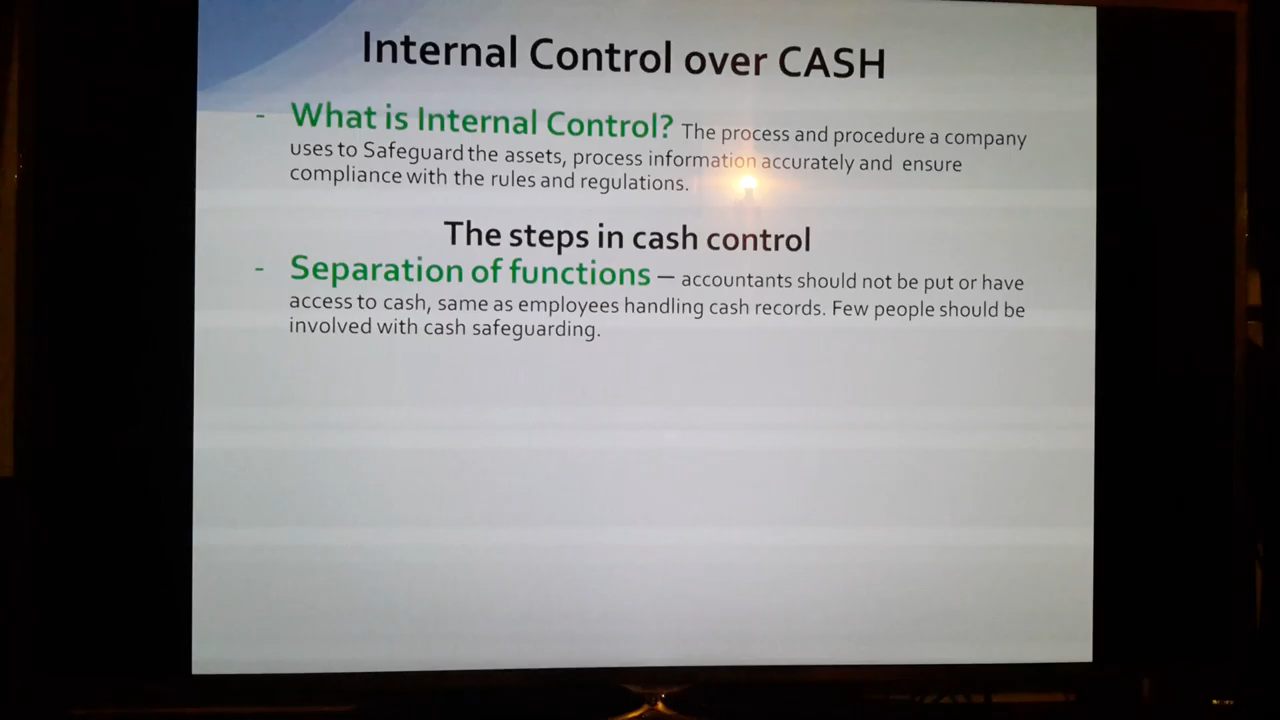 Internal Control over CASH
- What is Internal Control? The process and procedure a company
uses to Safeguard the assets, process information accurately and ensure
compliance with the rules and regulations.
The steps in cash control
- Separation of functions – accountants should not be put or have
access to cash, same as employees handling cash records. Few people should be
involved with cash safeguarding.